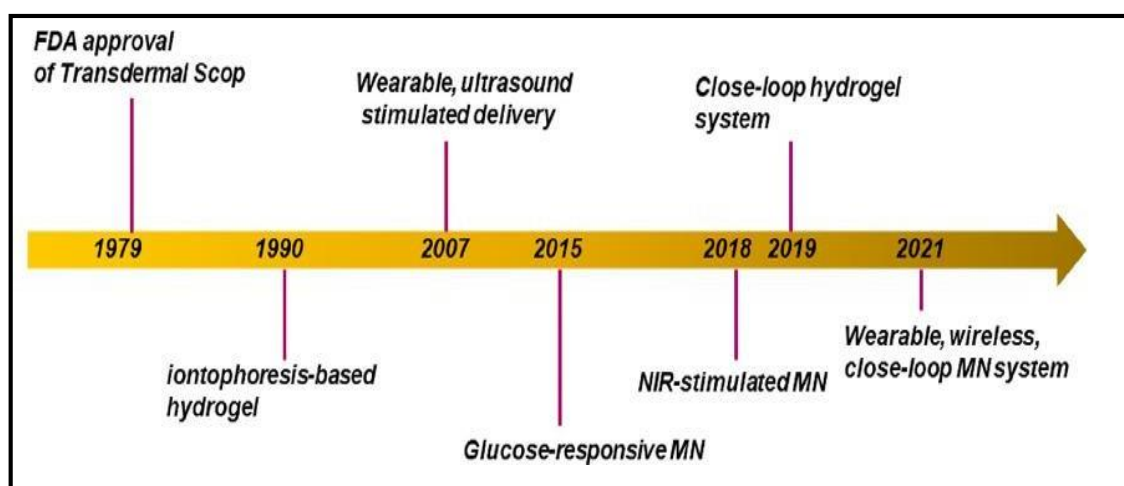 FDA approval
of Transdermal Scop
Wearable, ultrasound
stimulated delivery
Close-loop hydrogel
system
1979 1990 2007 2015 2018 2019 2021
iontophoresis-based
hydrogel
Glucose-responsive MN
NIR-stimulated MN
Wearable, wireless,
close-loop MN system